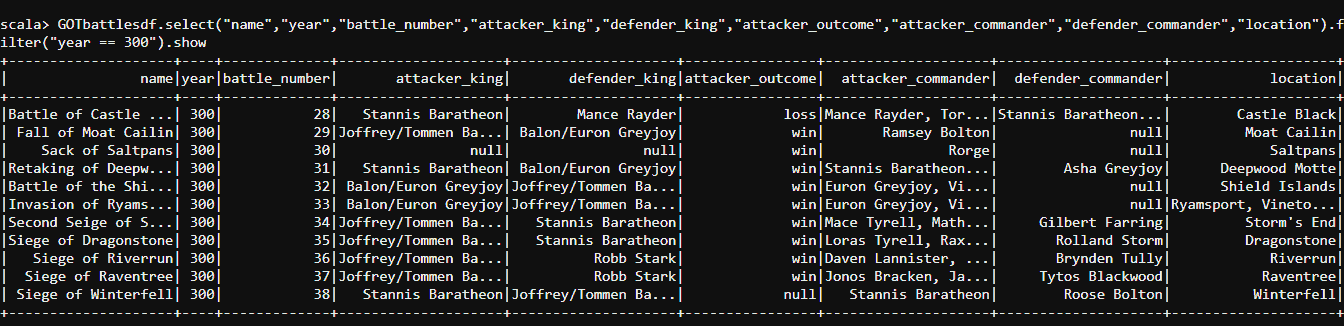 scala> GOTbattlesdf.select("name","year","battle_number","attacker_king","defender_king","attacker_outcome","attacker_commander","defender_commander","location").f
ilter("year == 300").show
+--------------------+----+-------------+--------------------+--------------------+----------------+--------------------+--------------------+--------------------+
|                name|year|battle_number|       attacker_king|       defender_king|attacker_outcome|  attacker_commander|  defender_commander|            location|
+--------------------+----+-------------+--------------------+--------------------+----------------+--------------------+--------------------+--------------------+
|Battle of Castle ...| 300|           28|   Stannis Baratheon|        Mance Rayder|            loss|Mance Rayder, Tor...|Stannis Baratheon...|        Castle Black|
| Fall of Moat Cailin| 300|           29|Joffrey/Tommen Ba...| Balon/Euron Greyjoy|             win|       Ramsey Bolton|                null|         Moat Cailin|
|    Sack of Saltpans| 300|           30|                null|                null|             win|               Rorge|                null|            Saltpans|
|Retaking of Deepw...| 300|           31|   Stannis Baratheon| Balon/Euron Greyjoy|             win|Stannis Baratheon...|        Asha Greyjoy|      Deepwood Motte|
|Battle of the Shi...| 300|           32| Balon/Euron Greyjoy|Joffrey/Tommen Ba...|             win|Euron Greyjoy, Vi...|                null|      Shield Islands|
|Invasion of Ryams...| 300|           33| Balon/Euron Greyjoy|Joffrey/Tommen Ba...|             win|Euron Greyjoy, Vi...|                null|Ryamsport, Vineto...|
|Second Seige of S...| 300|           34|Joffrey/Tommen Ba...|   Stannis Baratheon|             win|Mace Tyrell, Math...|     Gilbert Farring|         Storm's End|
|Siege of Dragonstone| 300|           35|Joffrey/Tommen Ba...|   Stannis Baratheon|             win|Loras Tyrell, Rax...|       Rolland Storm|         Dragonstone|
|   Siege of Riverrun| 300|           36|Joffrey/Tommen Ba...|          Robb Stark|             win|Daven Lannister, ...|       Brynden Tully|            Riverrun|
|  Siege of Raventree| 300|           37|Joffrey/Tommen Ba...|          Robb Stark|             win|Jonos Bracken, Ja...|     Tytos Blackwood|           Raventree|
| Siege of Winterfell| 300|           38|   Stannis Baratheon|Joffrey/Tommen Ba...|            null|   Stannis Baratheon|        Roose Bolton|          Winterfell|
+--------------------+----+-------------+--------------------+--------------------+----------------+--------------------+--------------------+--------------------+